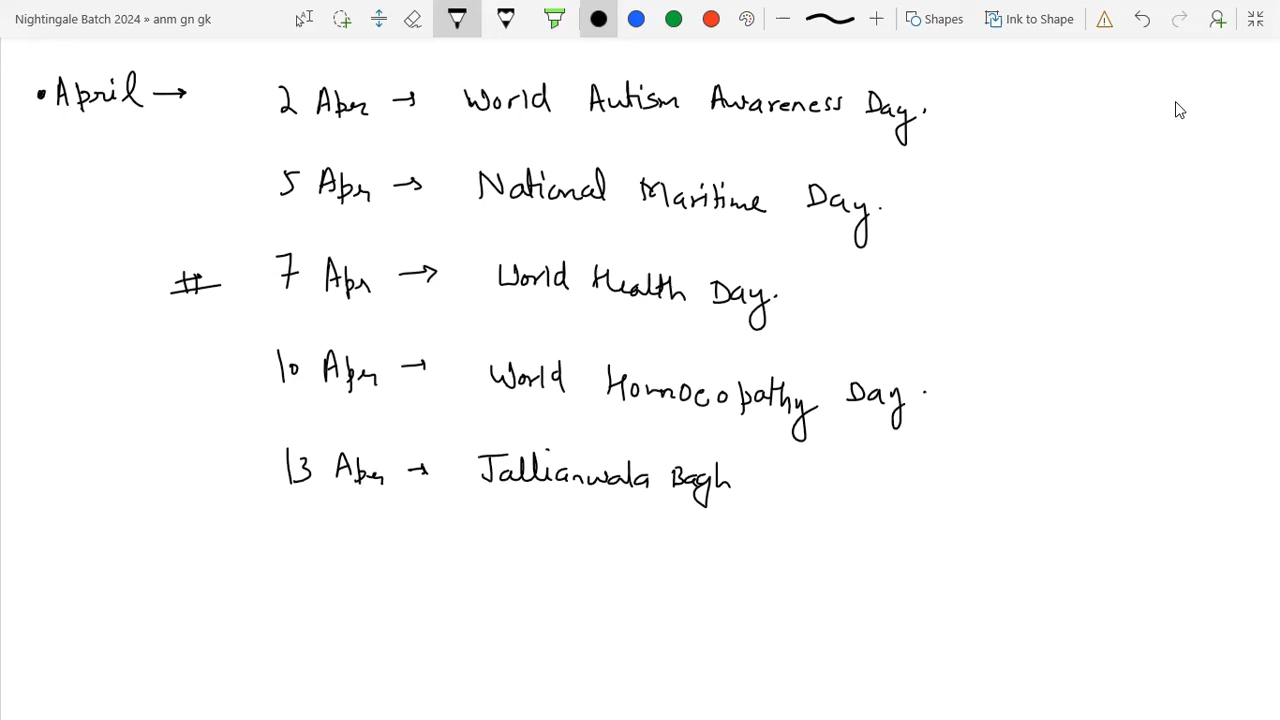 Nightingale Batch 2024 » anm gn gk
Shapes
Ink to Shape
• April → 2 Apr → World Autism Awareness Day.
5 Apr → National Maritime Day.
# 7 Apr → World Health Day.
10 Apr → World Homoeopathy Day.
13 Apr → Jallianwala Bagh